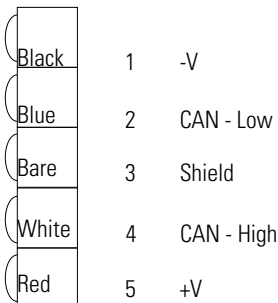 Black 1 -V
Blue 2 CAN - Low
Bare 3 Shield
White 4 CAN - High
Red 5 +V